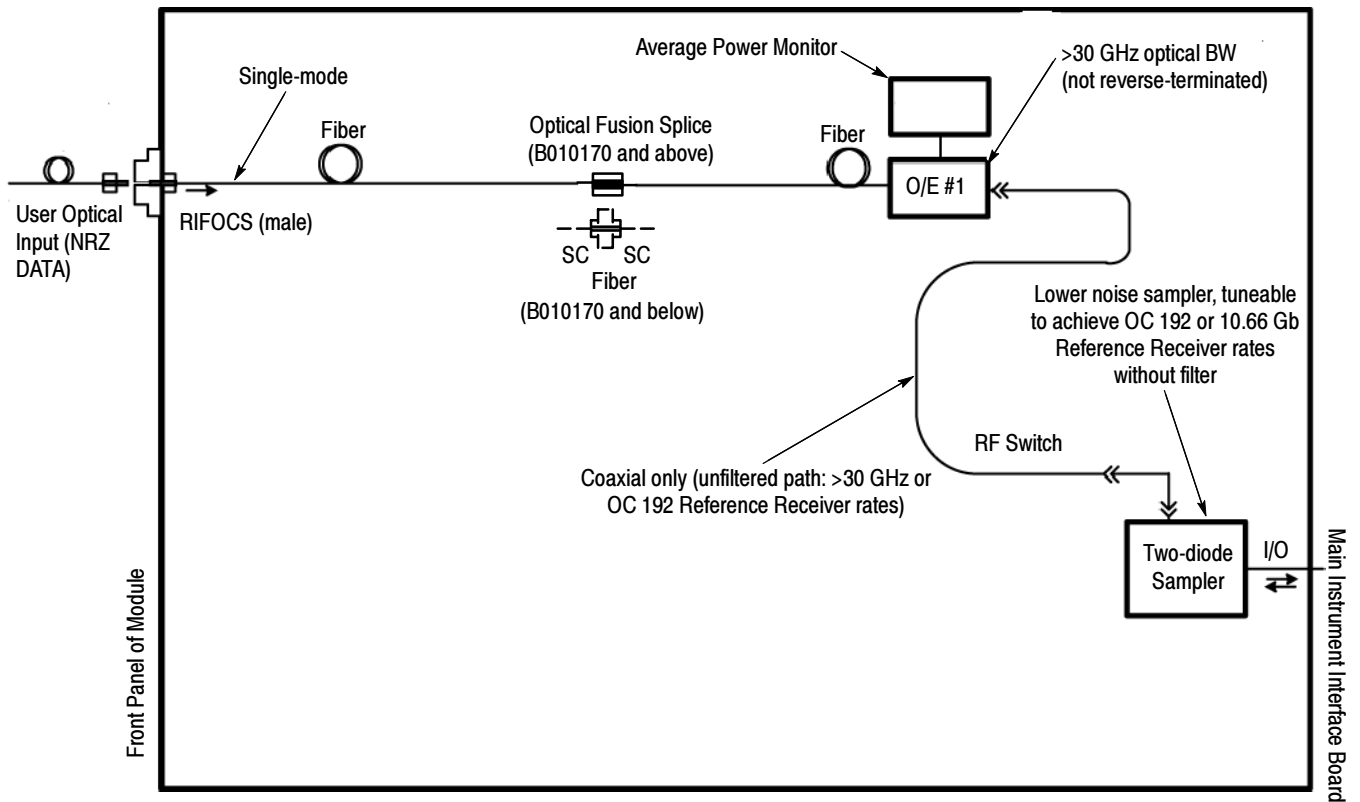 Average Power Monitor
>30 GHz optical BW
(not reverse-terminated)
Single-mode
Fiber
Optical Fusion Splice
(B010170 and above)
Fiber
O/E #1
User Optical
Input (NRZ
DATA)
RIFOCS (male)
SC
SC
Fiber
(B010170 and below)
Lower noise sampler, tuneable
to achieve OC 192 or 10.66 Gb
Reference Receiver rates
without filter
RF Switch
Coaxial only (unfiltered path: >30 GHz or
OC 192 Reference Receiver rates)
Two-diode
Sampler
I/O
Front Panel of Module
Main Instrument Interface Board